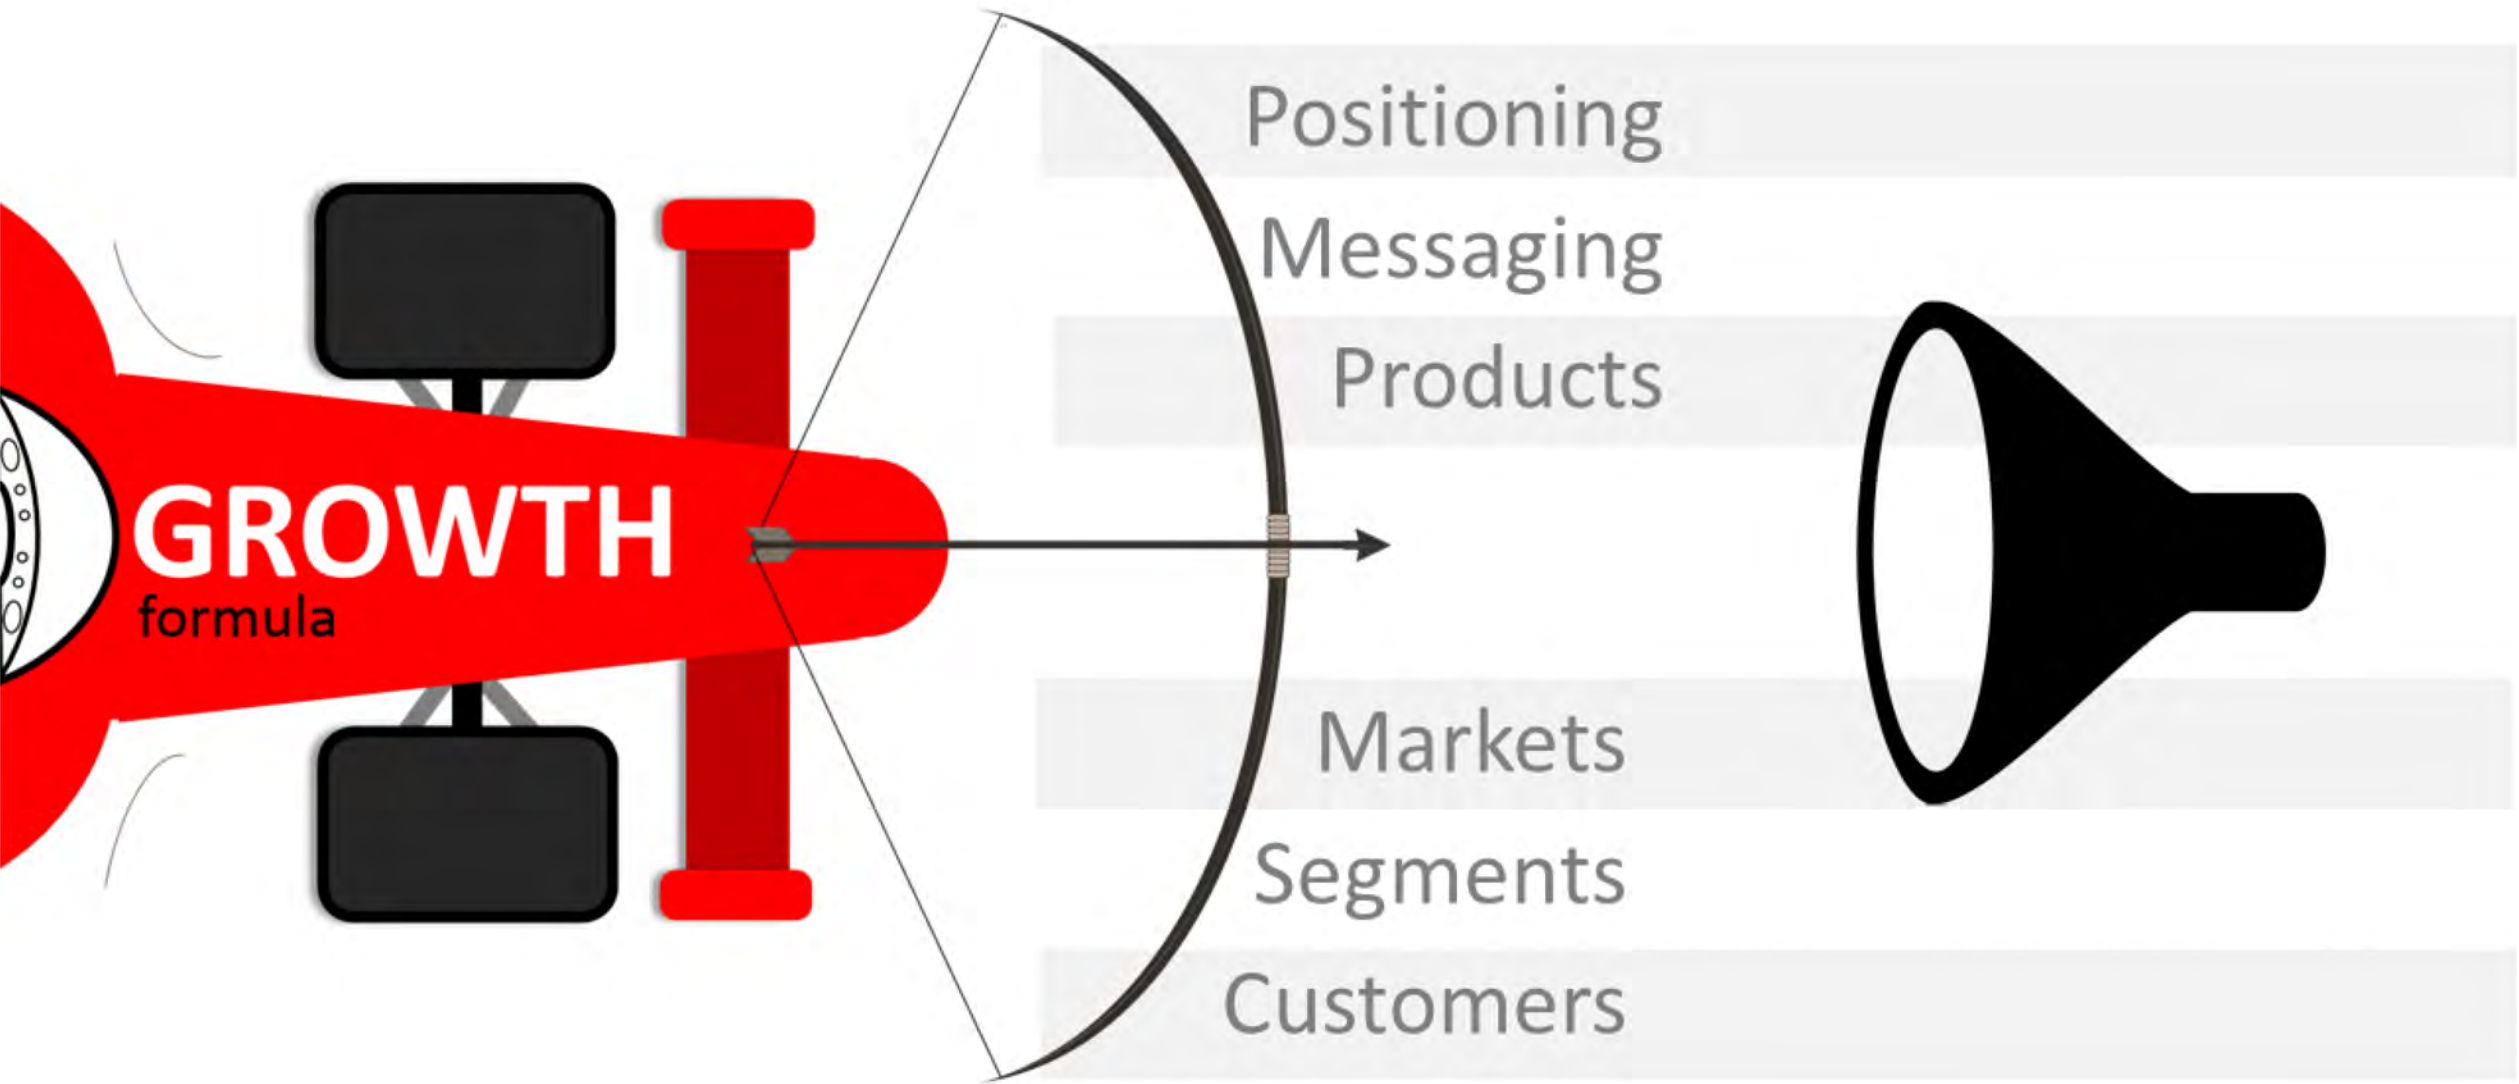 GROWTH
formula
Positioning
Messaging
Products
Markets
Segments
Customers